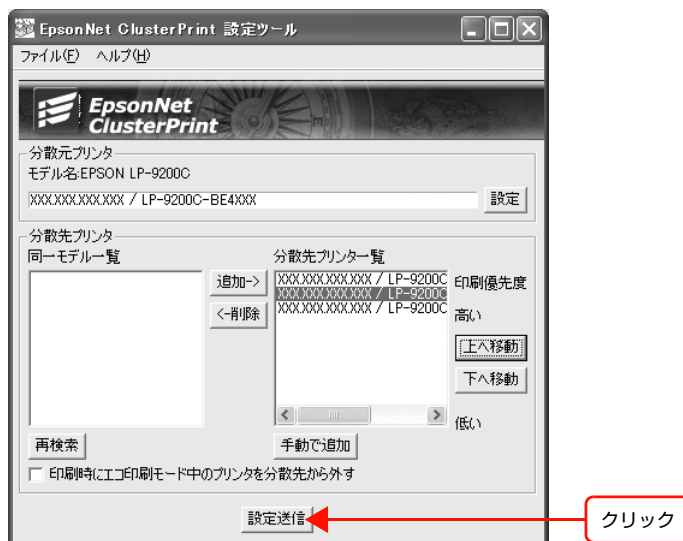 EpsonNet ClusterPrint 設定ツール
ファイル(F) ヘルプ(H)
EpsonNet
ClusterPrint
分散元プリンタ
モデル名:EPSON LP-9200C
XXX.XXX.XXX.XXX / LP-9200C-BE4XXX
設定
分散先プリンタ
同一モデル一覧
分散先プリンター覧
追加->
<-削除
XXX.XXX.XXX.XXX / LP-9200C
XXX.XXX.XXX.XXX / LP-9200C
XXX.XXX.XXX.XXX / LP-9200C
印刷優先度
高い
上へ移動
下へ移動
低い
再検索
手動で追加
印刷時にエコ印刷モード中のプリンタを分散先から外す
設定送信
クリック